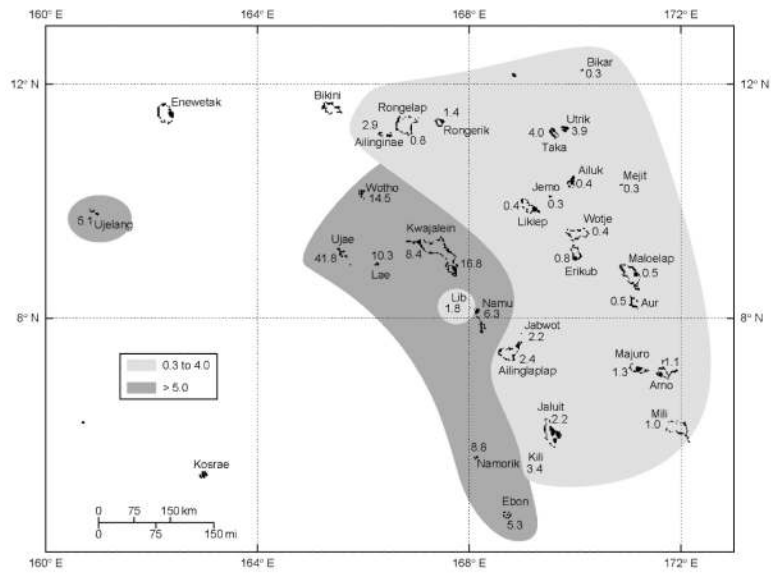 160° E
164° E
168° E
172° E
12° N
Bikar
0.3
Enewetak
Bikini
Rongelap
1.4
Rongerik
2.9
Ailinginae
0.8
Utrik
4.0
3.9
Taka
Ailuk
0.4
Mejit
0.3
Jemo
0.3
0.4
Likiep
Wotho
14.5
Wotje
0.4
5.1
Ujelang
Kwajalein
8.4
16.8
Ujae
41.8
10.3
Lae
0.8
Erikub
Maloelap
0.5
0.5
Aur
Lib
1.8
Namu
6.3
8° N
Jabwot
2.2
2.4
Ailinglaplap
0.3 to 4.0
> 5.0
Majuro
1.3
1.1
Arno
Jaluit
2.2
Mili
1.0
8.8
Namorik
Kili
3.4
Kosrae
Ebon
5.3
0 75 150 km
0 75 150 mi
160° E
164° E
168° E
172° E